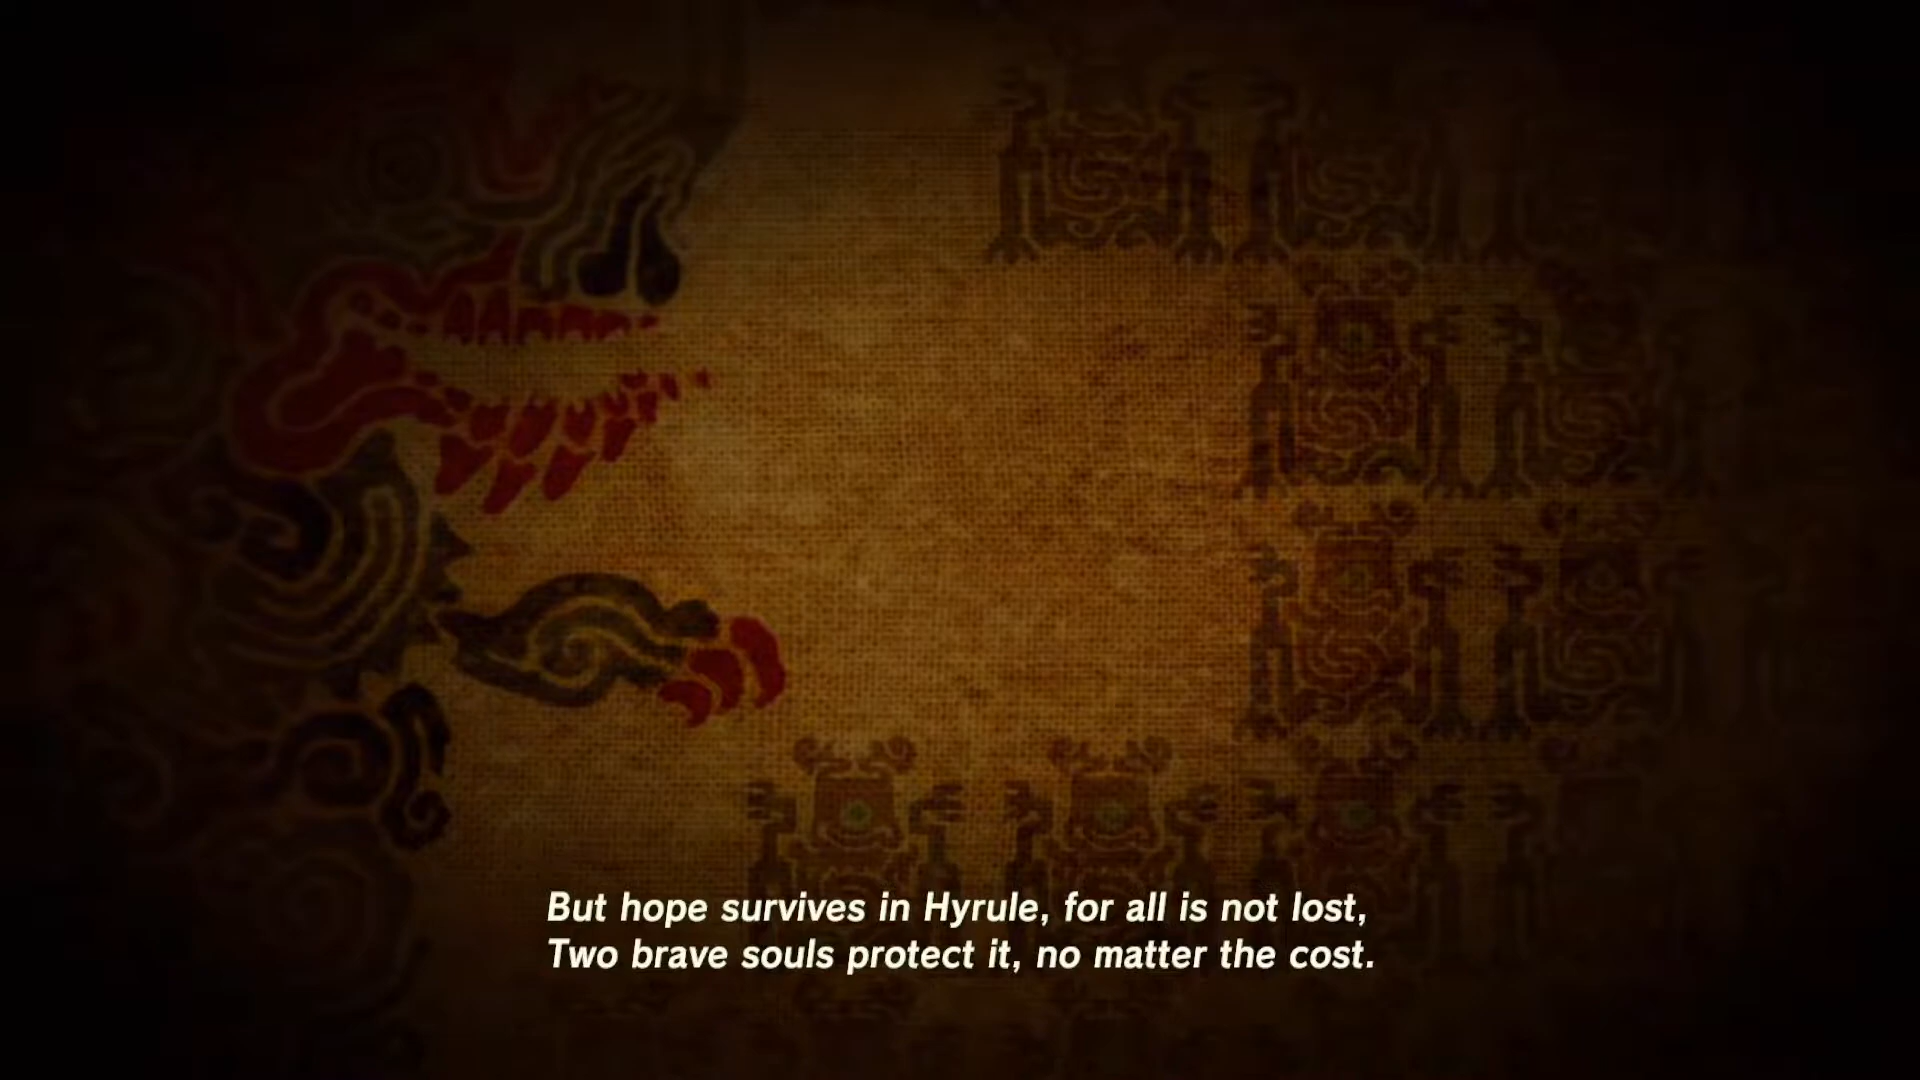 But hope survives in Hyrule, for all is not lost,
Two brave souls protect it, no matter the cost.